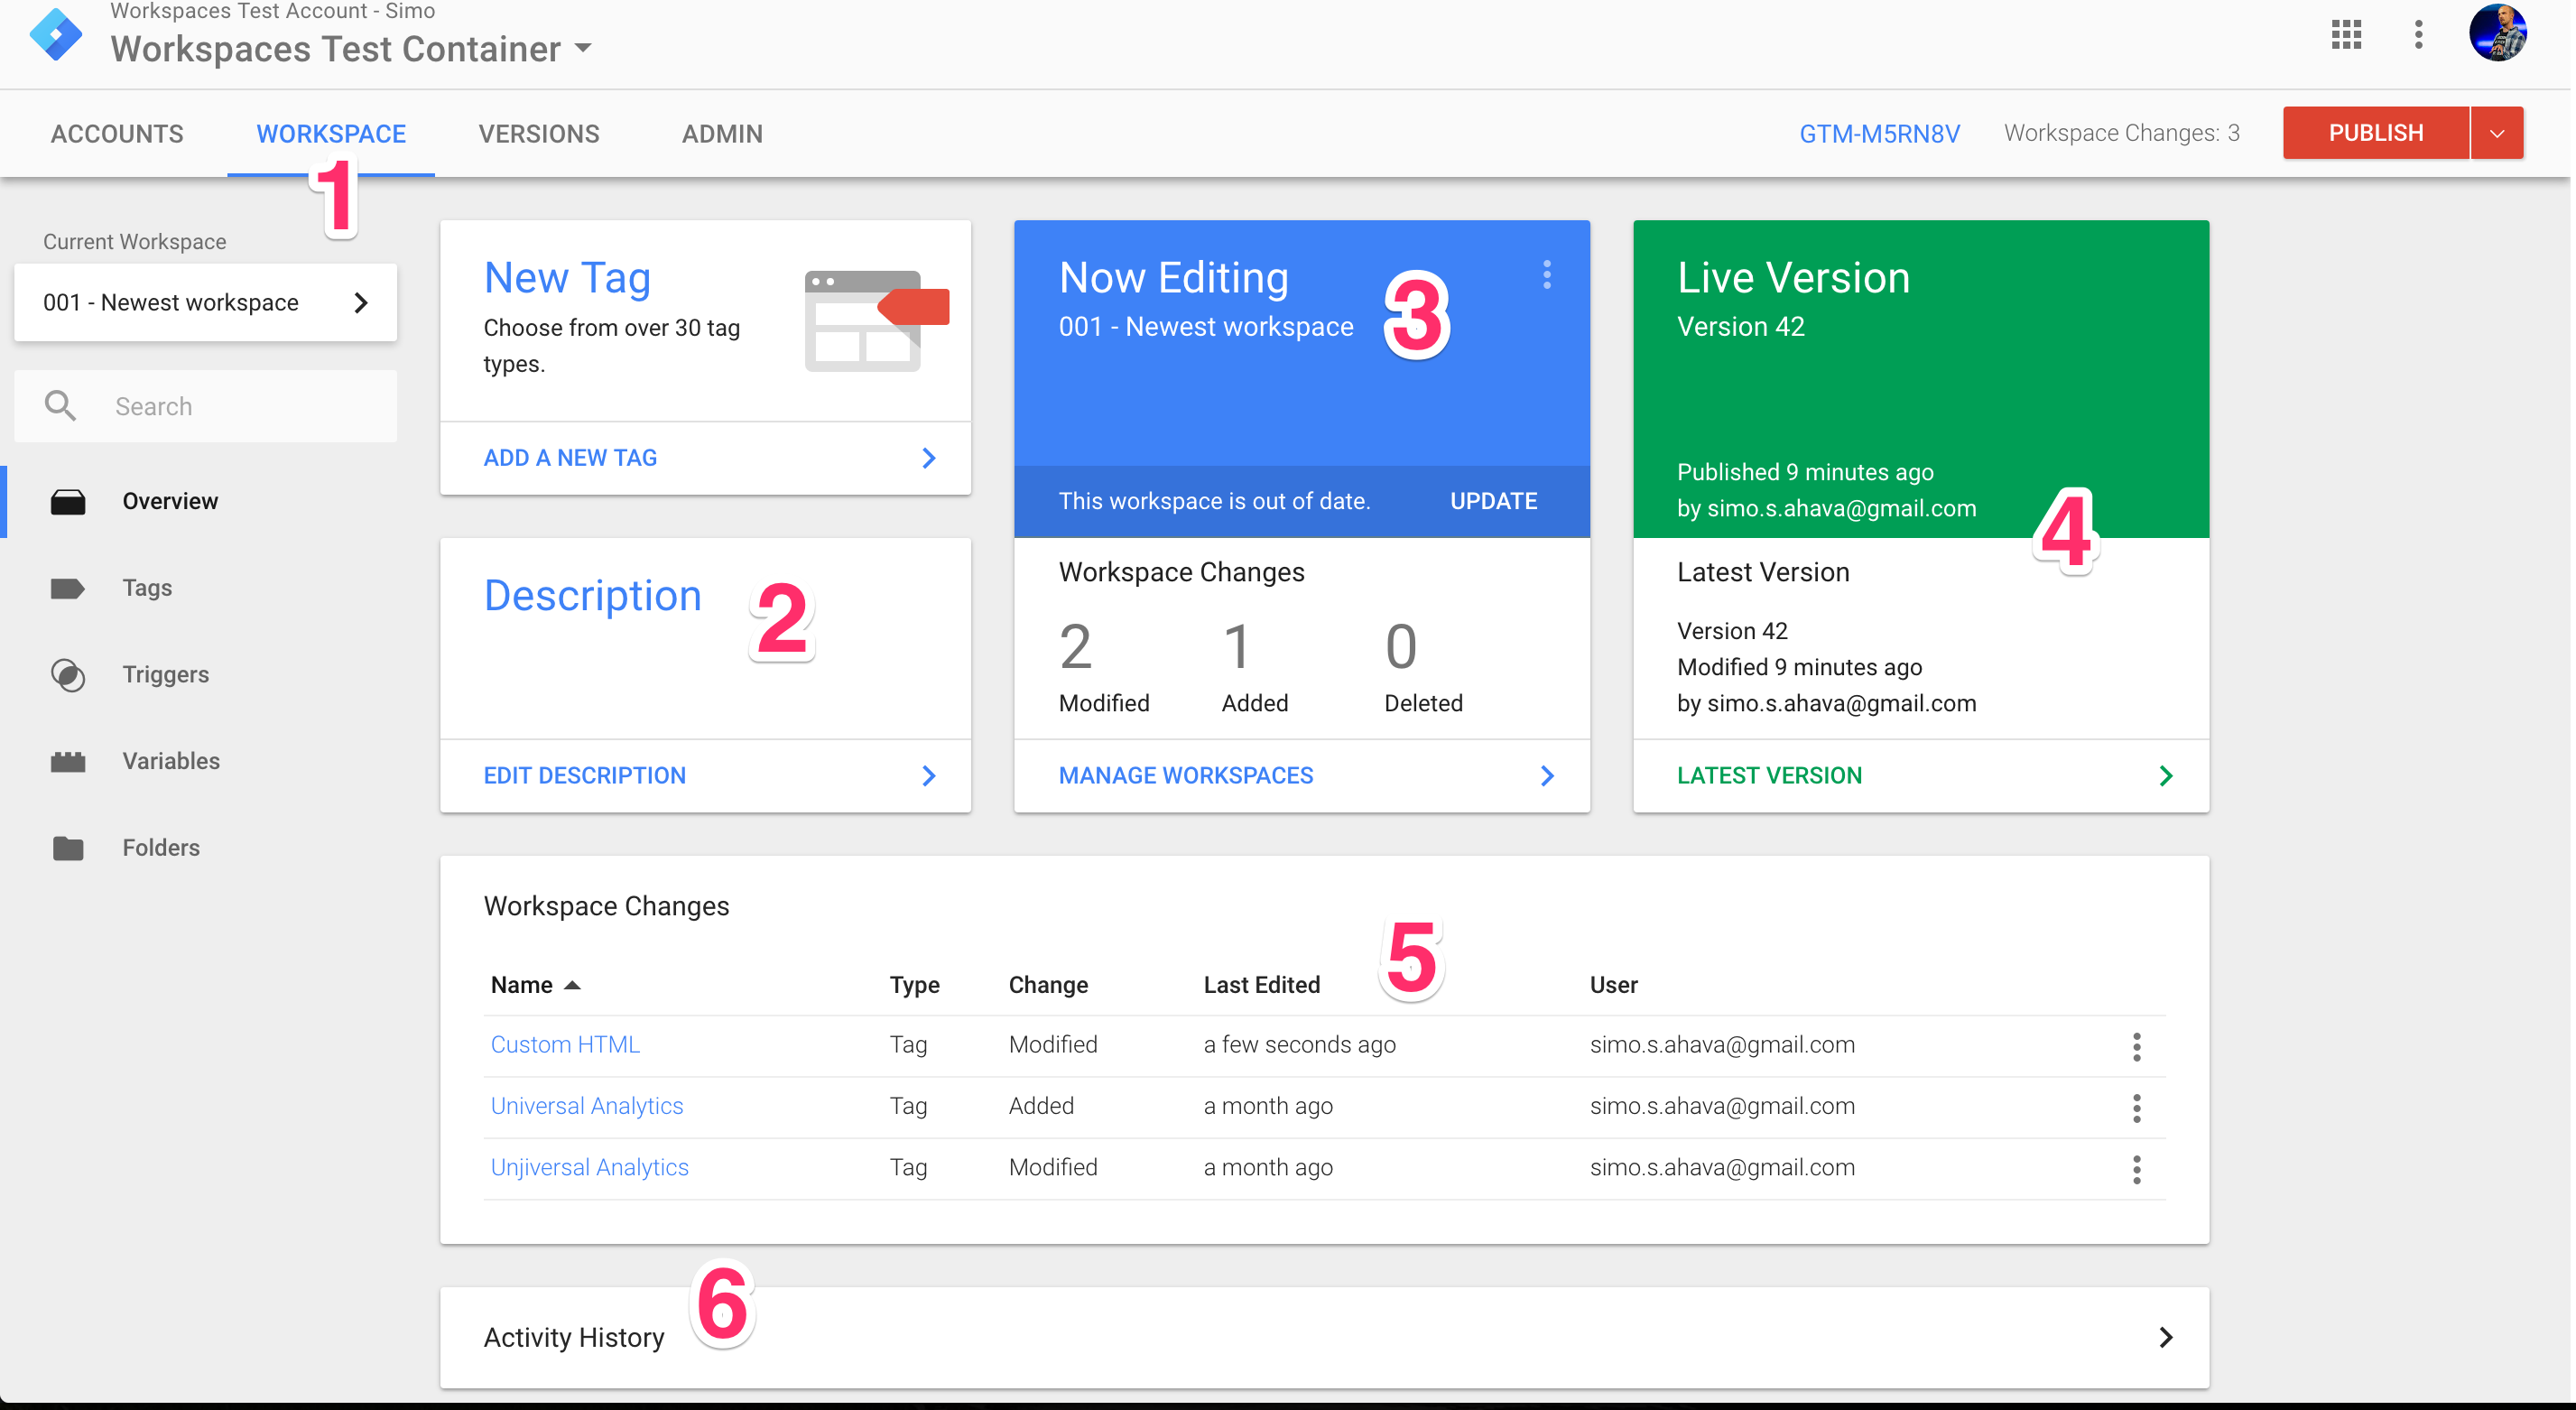 Workspaces Test Account - Simo
Workspaces Test Container
ACCOUNTS WORKSPACE VERSIONS ADMIN GTM-M5RN8V Workspace Changes: 3 PUBLISH
1
Current Workspace
001 - Newest workspace
Search
Overview
Tags
Triggers
Variables
Folders
New Tag
Choose from over 30 tag
types.
ADD A NEW TAG
Description 2
EDIT DESCRIPTION
Now Editing
001 - Newest workspace
3
This workspace is out of date. UPDATE
Workspace Changes
2 1 0
Modified Added Deleted
MANAGE WORKSPACES
Live Version
Version 42
Published 9 minutes ago
by simo.s.ahava@gmail.com
4
Latest Version
Version 42
Modified 9 minutes ago
by simo.s.ahava@gmail.com
LATEST VERSION
Workspace Changes
5
Name Type Change Last Edited User
Custom HTML Tag Modified a few seconds ago simo.s.ahava@gmail.com
Universal Analytics Tag Added a month ago simo.s.ahava@gmail.com
Unjiversal Analytics Tag Modified a month ago simo.s.ahava@gmail.com
6
Activity History